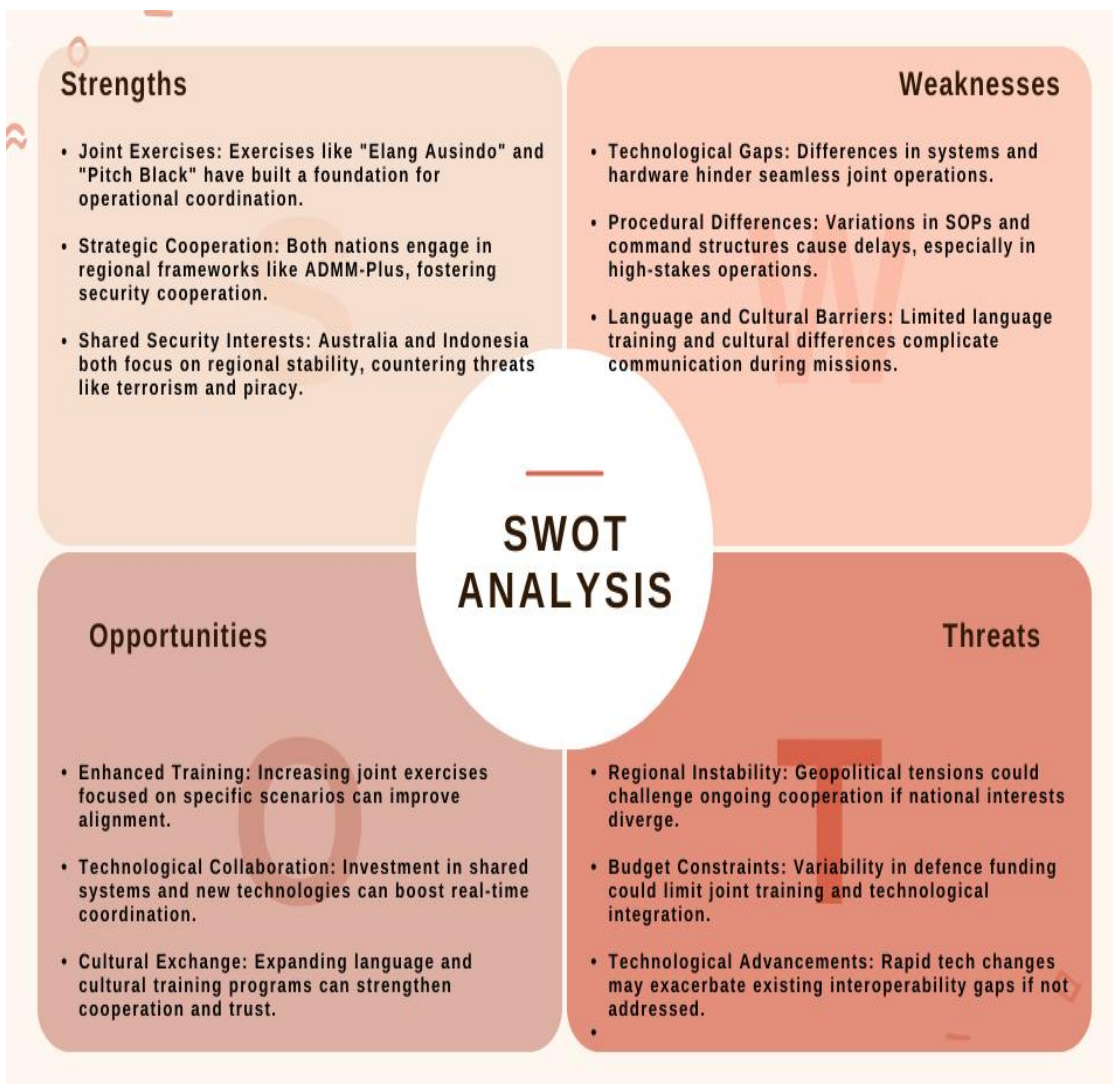 Strengths
• Joint Exercises: Exercises like "Elang Ausindo" and
"Pitch Black" have built a foundation for
operational coordination.
• Strategic Cooperation: Both nations engage in
regional frameworks like ADMM-Plus, fostering
security cooperation.
• Shared Security Interests: Australia and Indonesia
both focus on regional stability, countering threats
like terrorism and piracy.
S
Weaknesses
• Technological Gaps: Differences in systems and
hardware hinder seamless joint operations.
• Procedural Differences: Variations in SOPs and
command structures cause delays, especially in
high-stakes operations.
• Language and Cultural Barriers: Limited language
training and cultural differences complicate
communication during missions.
W
SWOT
ANALYSIS
Opportunities
• Enhanced Training: Increasing joint exercises
focused on specific scenarios can improve
alignment.
• Technological Collaboration: Investment in shared
systems and new technologies can boost real-time
coordination.
• Cultural Exchange: Expanding language and
cultural training programs can strengthen
cooperation and trust.
O
Threats
• Regional Instability: Geopolitical tensions could
challenge ongoing cooperation if national interests
diverge.
• Budget Constraints: Variability in defence funding
could limit joint training and technological
integration.
• Technological Advancements: Rapid tech changes
may exacerbate existing interoperability gaps if not
addressed.
•
T